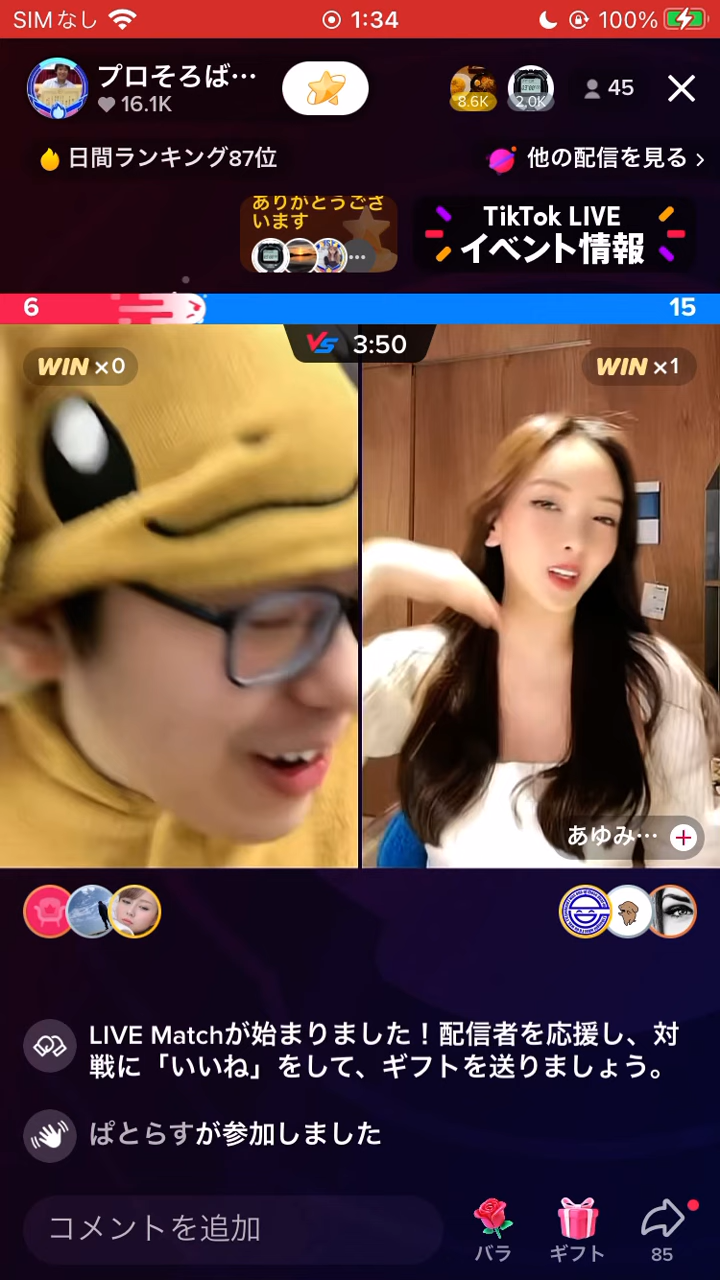 SIMなし
1:34
100%
プロそろば…
16.1K
8.6K
2.0K
45
日間ランキング87位
他の配信を見る
ありがとうござ
います
TikTok LIVE
イベント情報
6
15
VS 3:50
WIN ×0
WIN ×1
あゆみ…
LIVE Matchが始まりました！配信者を応援し、対
戦に「いいね」をして、ギフトを送りましょう。
ぱとらすが参加しました
コメントを追加
バラ
ギフト
85